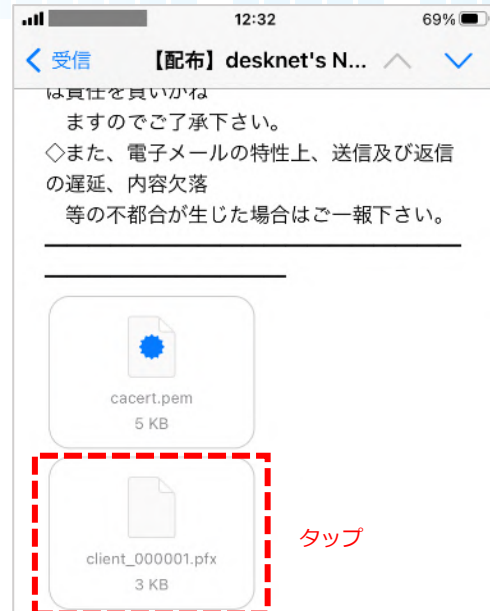 12:32
69%
受信
【配布】desknet's N...
は責任を負いかね
ますのでご了承下さい。
◇また、電子メールの特性上、送信及び返信
の遅延、内容欠落
等の不都合が生じた場合はご一報下さい。
cacert.pem
5 KB
client_000001.pfx
3 KB
タップ